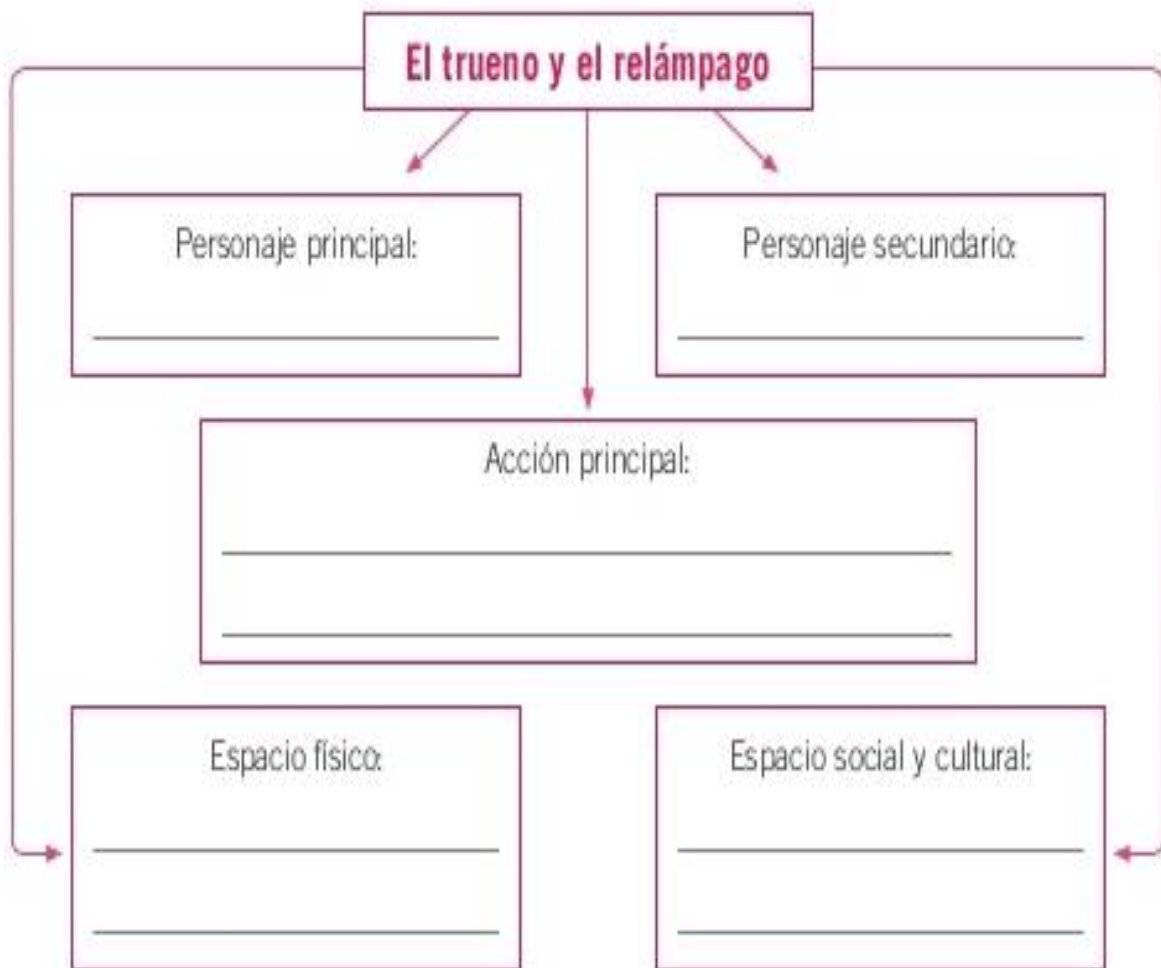 El trueno y el relámpago
Personaje principal:
Personaje secundario:
Acción principal:
Espacio físico:
Espacio social y cultural: